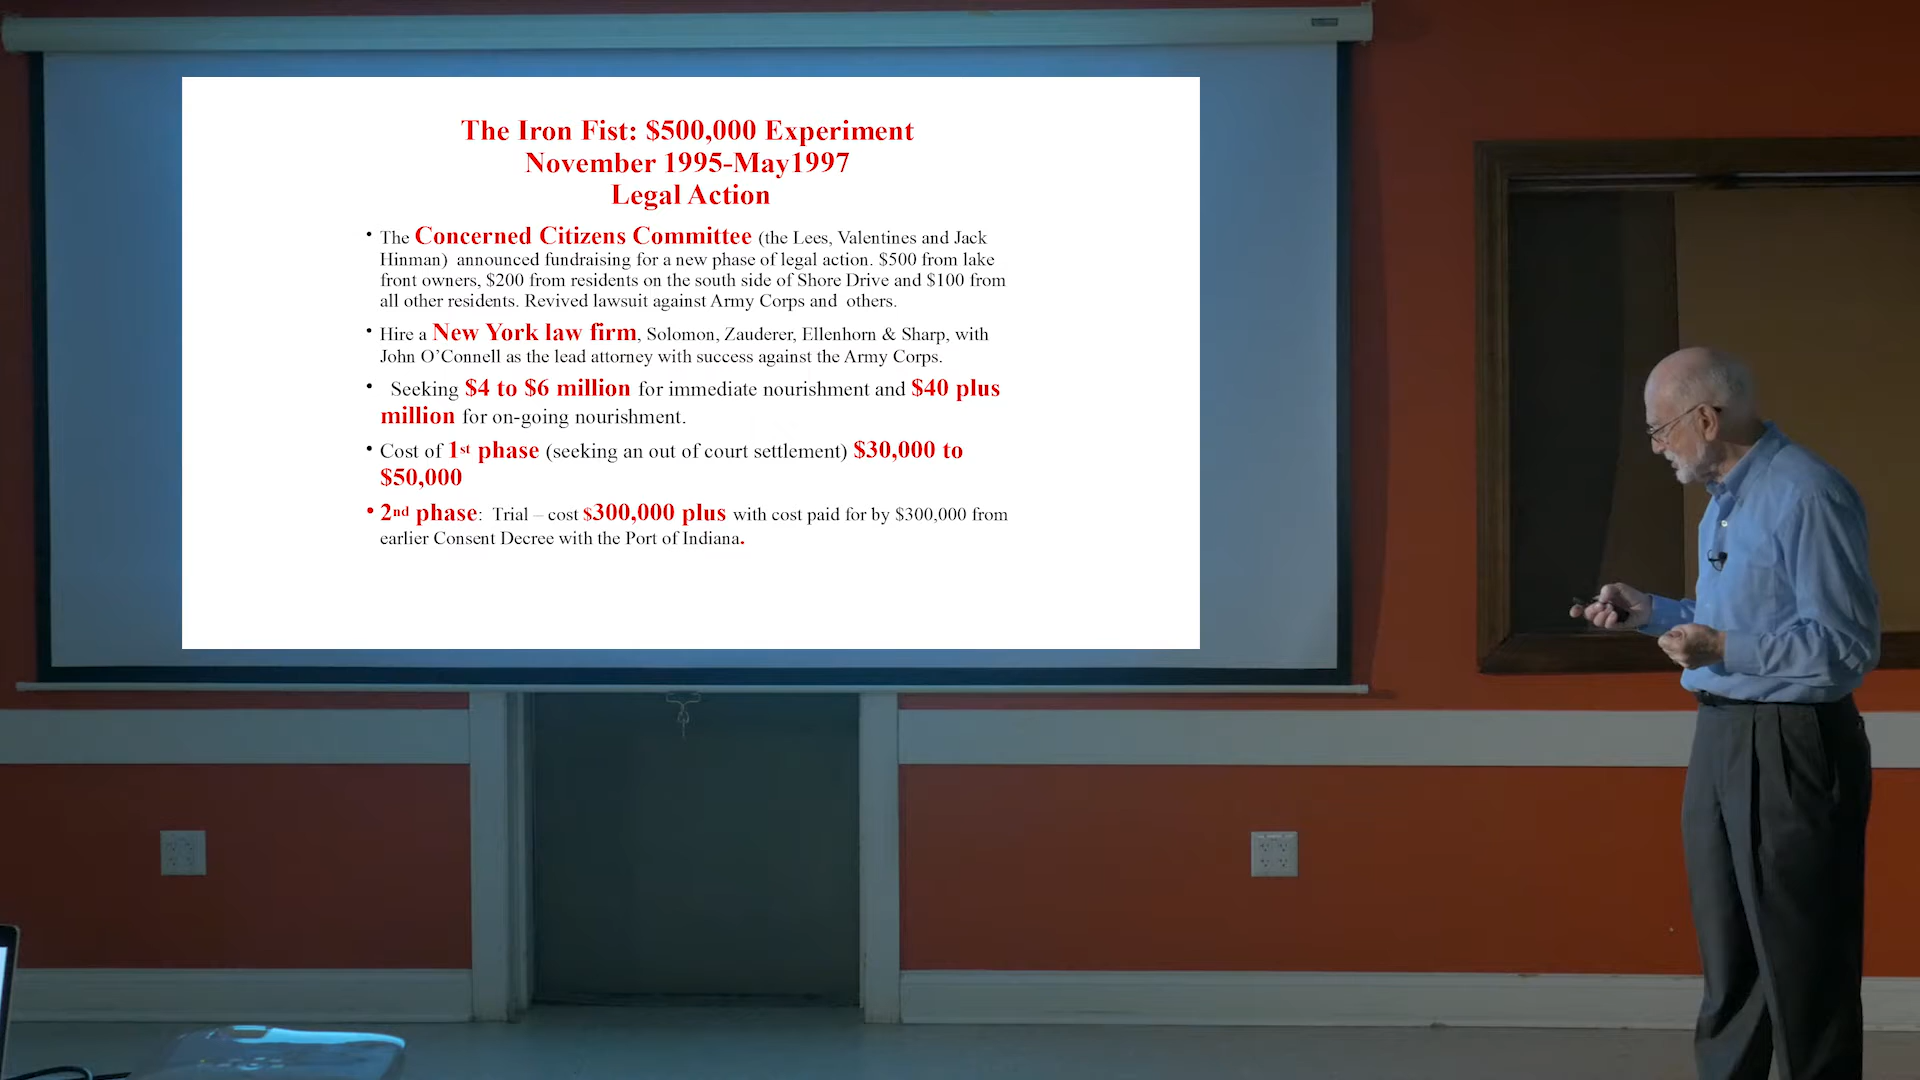 The Iron Fist: $500,000 Experiment
November 1995-May1997
Legal Action
• The Concerned Citizens Committee (the Lees, Valentines and Jack
Hinman)  announced fundraising for a new phase of legal action. $500 from lake
front owners, $200 from residents on the south side of Shore Drive and $100 from
all other residents. Revived lawsuit against Army Corps and  others.
• Hire a New York law firm, Solomon, Zauderer, Ellenhorn & Sharp, with
John O’Connell as the lead attorney with success against the Army Corps.
•  Seeking $4 to $6 million for immediate nourishment and $40 plus
million for on-going nourishment.
• Cost of 1st phase (seeking an out of court settlement) $30,000 to
$50,000
• 2nd phase:  Trial – cost $300,000 plus with cost paid for by $300,000 from
earlier Consent Decree with the Port of Indiana.